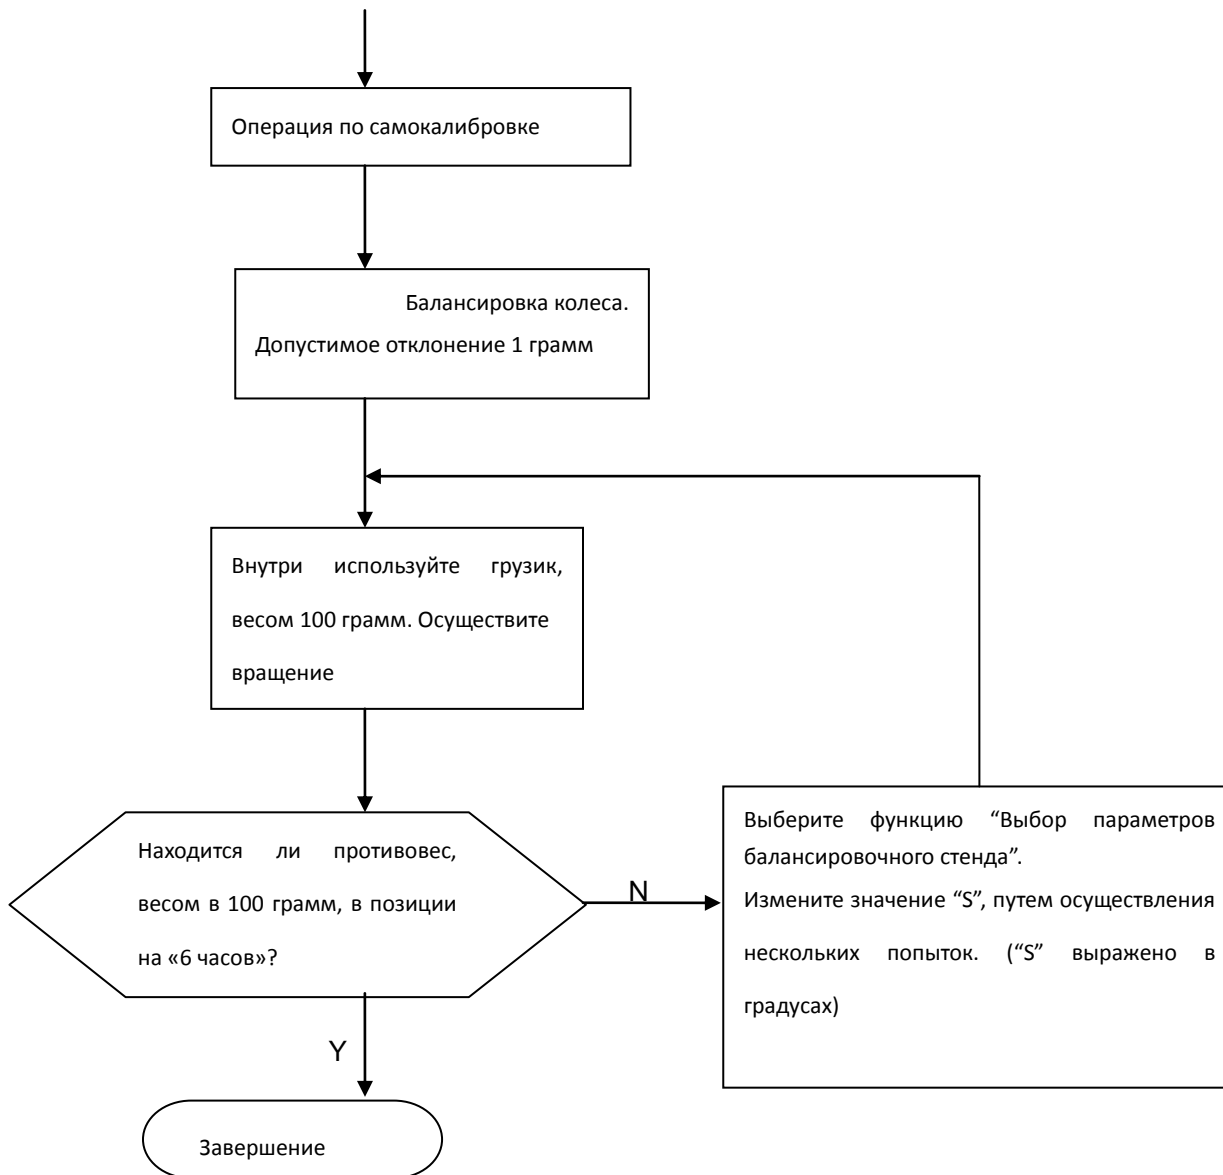 Операция по самокалибровке
Балансировка колеса.
Допустимое отклонение 1 грамм
Внутри используйте грузик,
весом 100 грамм. Осуществите
вращение
Находится ли противовес,
весом в 100 грамм, в позиции
на «6 часов»?
N
Выберите функцию “Выбор параметров
балансировочного стенда”.
Измените значение “S”, путем осуществления
нескольких попыток. (“S” выражено в
градусах)
Y
Завершение